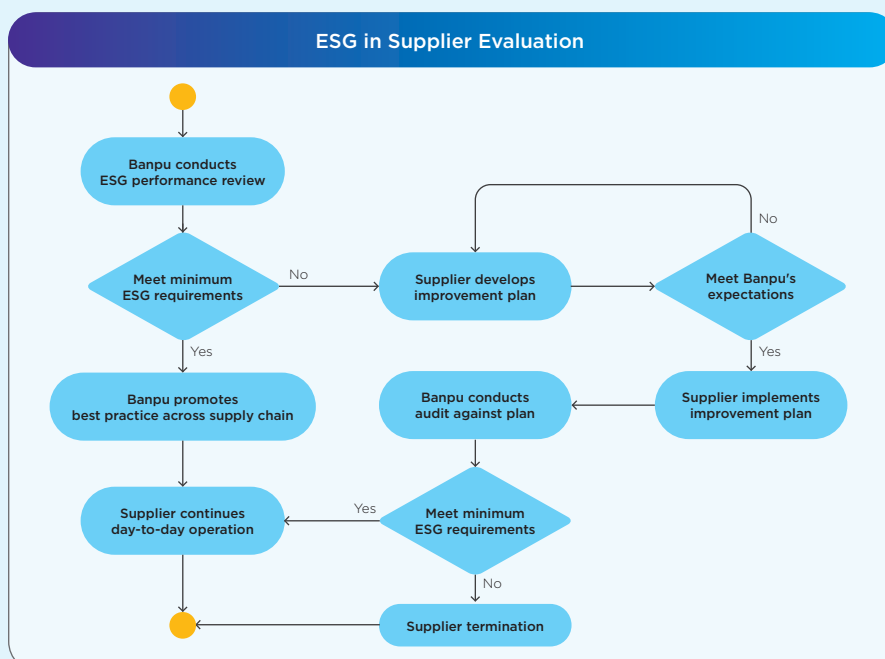 ESG in Supplier Evaluation
Banpu conducts
ESG performance review
Meet minimum
ESG requirements
No
Supplier develops
improvement plan
No
Meet Banpu's
expectations
Yes
Yes
Banpu promotes
best practice across supply chain
Banpu conducts
audit against plan
Supplier implements
improvement plan
Supplier continues
day-to-day operation
Yes
Meet minimum
ESG requirements
No
Supplier termination